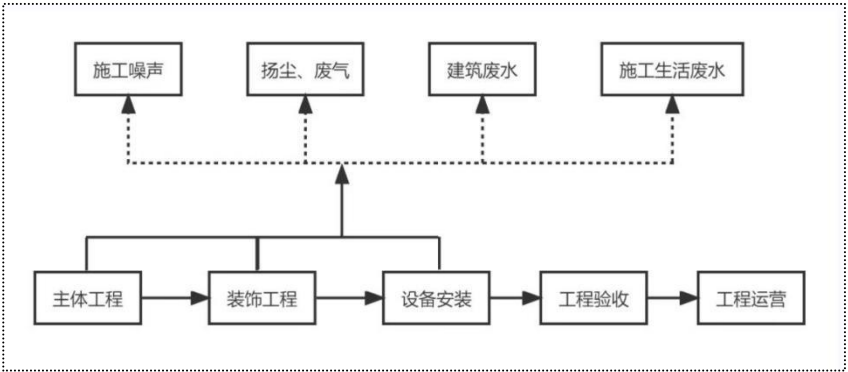 施工噪声
扬尘、废气
建筑废水
施工生活废水
主体工程
装饰工程
设备安装
工程验收
工程运营